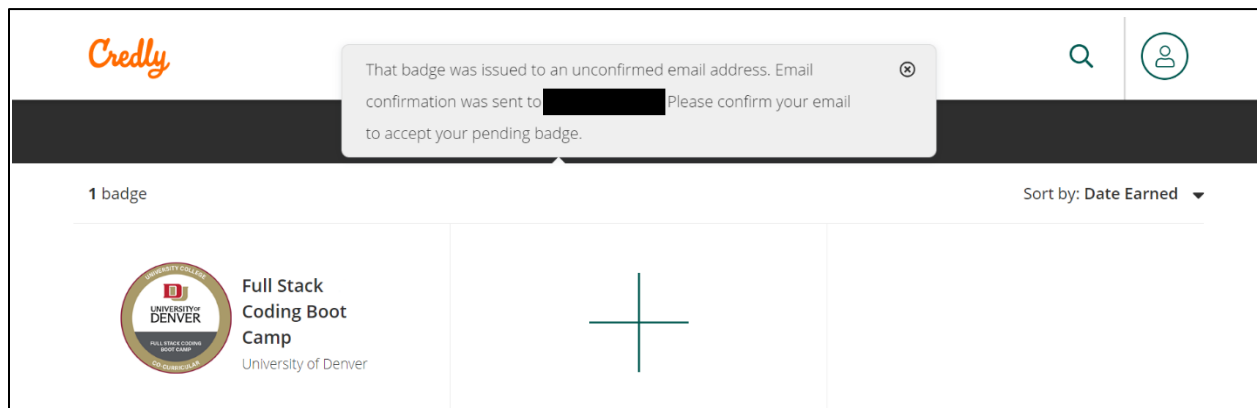 Credly
That badge was issued to an unconfirmed email address. Email
confirmation was sent to Please confirm your email
to accept your pending badge.
1 badge
Sort by: Date Earned
UNIVERSITY COLLEGE
DU
UNIVERSITY OF
DENVER
FULL STACK CODING
BOOT CAMP
CO-CURRICULAR
Full Stack
Coding Boot
Camp
University of Denver